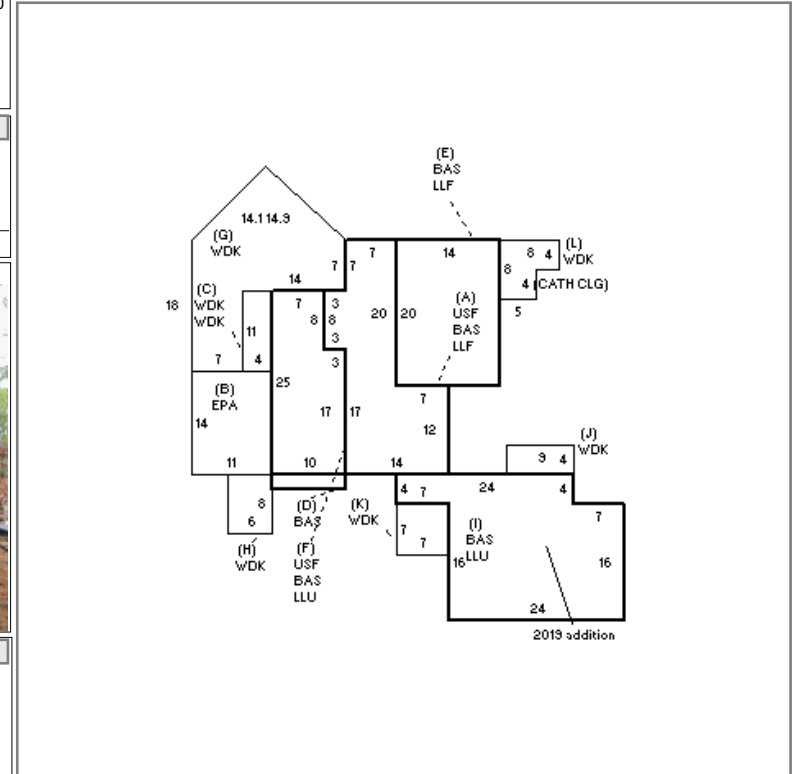 (E)
BAS
LLF
14.1 14.9
(G)
WDK
7
7
7
14
8
4
(L)
WDK
8
4
(CATH CLG)
5
14
18
(C)
WDK
WDK
7
3
8
8
3
3
20
20
(A)
USF
BAS
LLF
11
7
4
25
(B)
EPA
14
11
17
17
7
12
10
14
9
4
(J)
WDK
8
6
(H)
WDK
(D)
BAS
(F)
USF
BAS
LLU
(K)
WDK
4
7
24
4
7
7
7
(I)
BAS
LLU
16
16
24
2019 addition